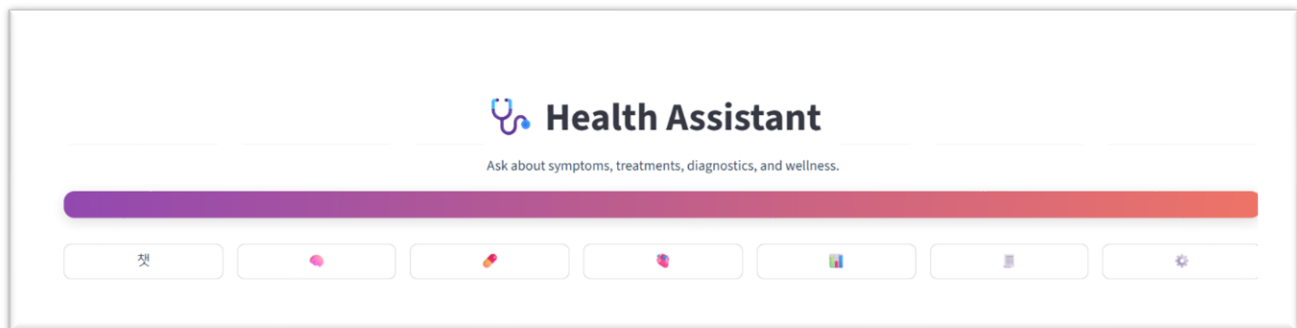 Health Assistant
Ask about symptoms, treatments, diagnostics, and wellness.
챗